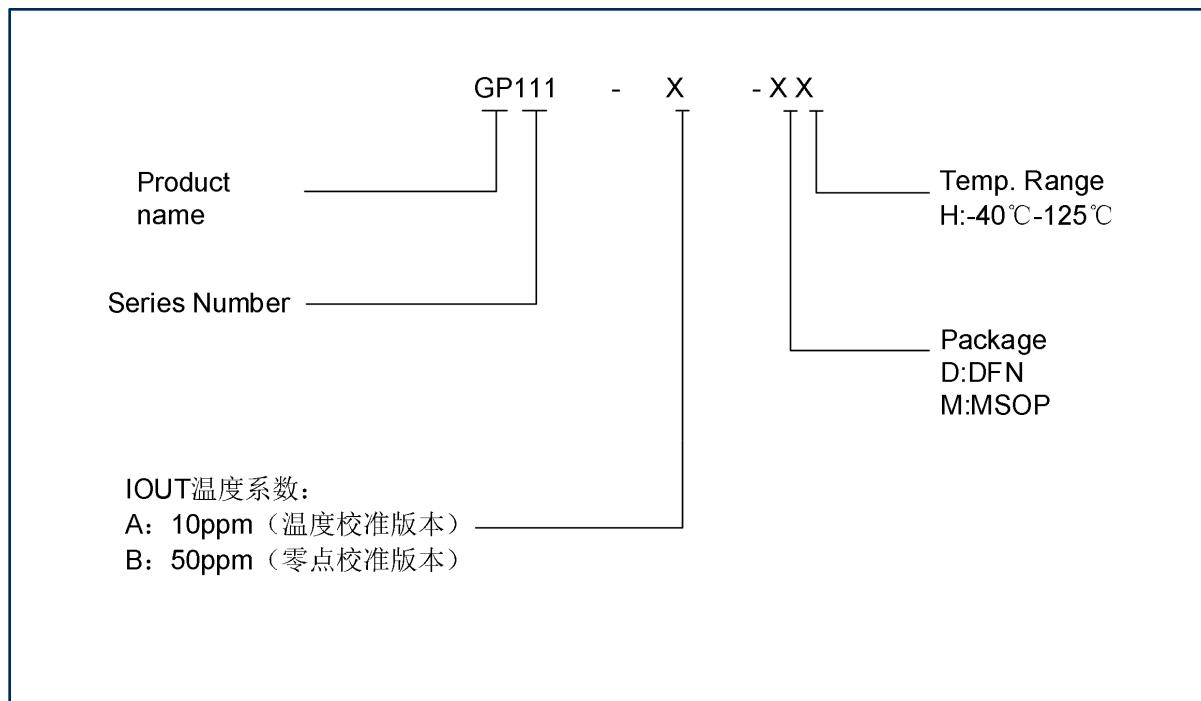 GP111 - X -XX
Product
name
Series Number
Temp. Range
H:-40℃-125℃
Package
D:DFN
M:MSOP
IOUT温度系数：
A：10ppm（温度校准版本）
B：50ppm（零点校准版本）